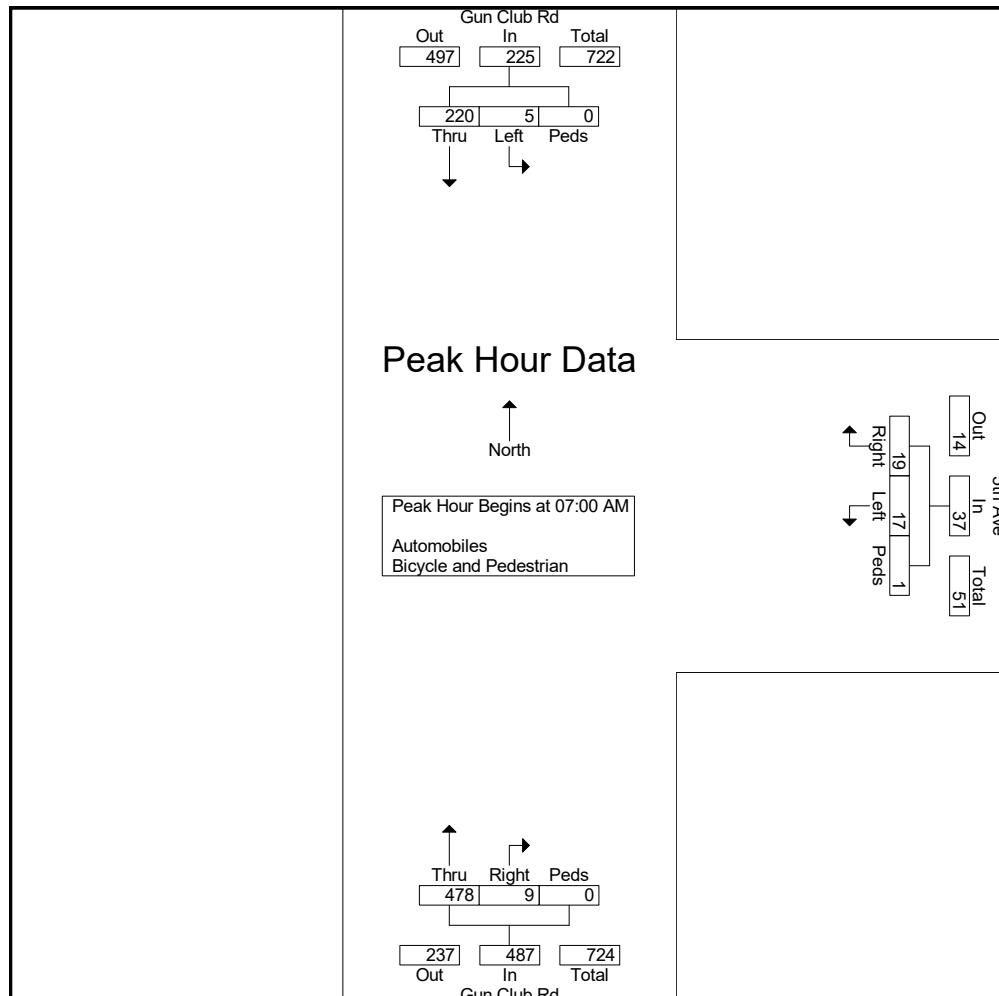 Gun Club Rd
Out In Total
497 225 722
220 5 0
Thru Left Peds
Peak Hour Data
North
Peak Hour Begins at 07:00 AM
Automobiles
Bicycle and Pedestrian
Out In Total
14 37 51
19 17 1
Right Left Peds
Thru Right Peds
478 9 0
237 487 724
Out In Total
Gun Club Rd